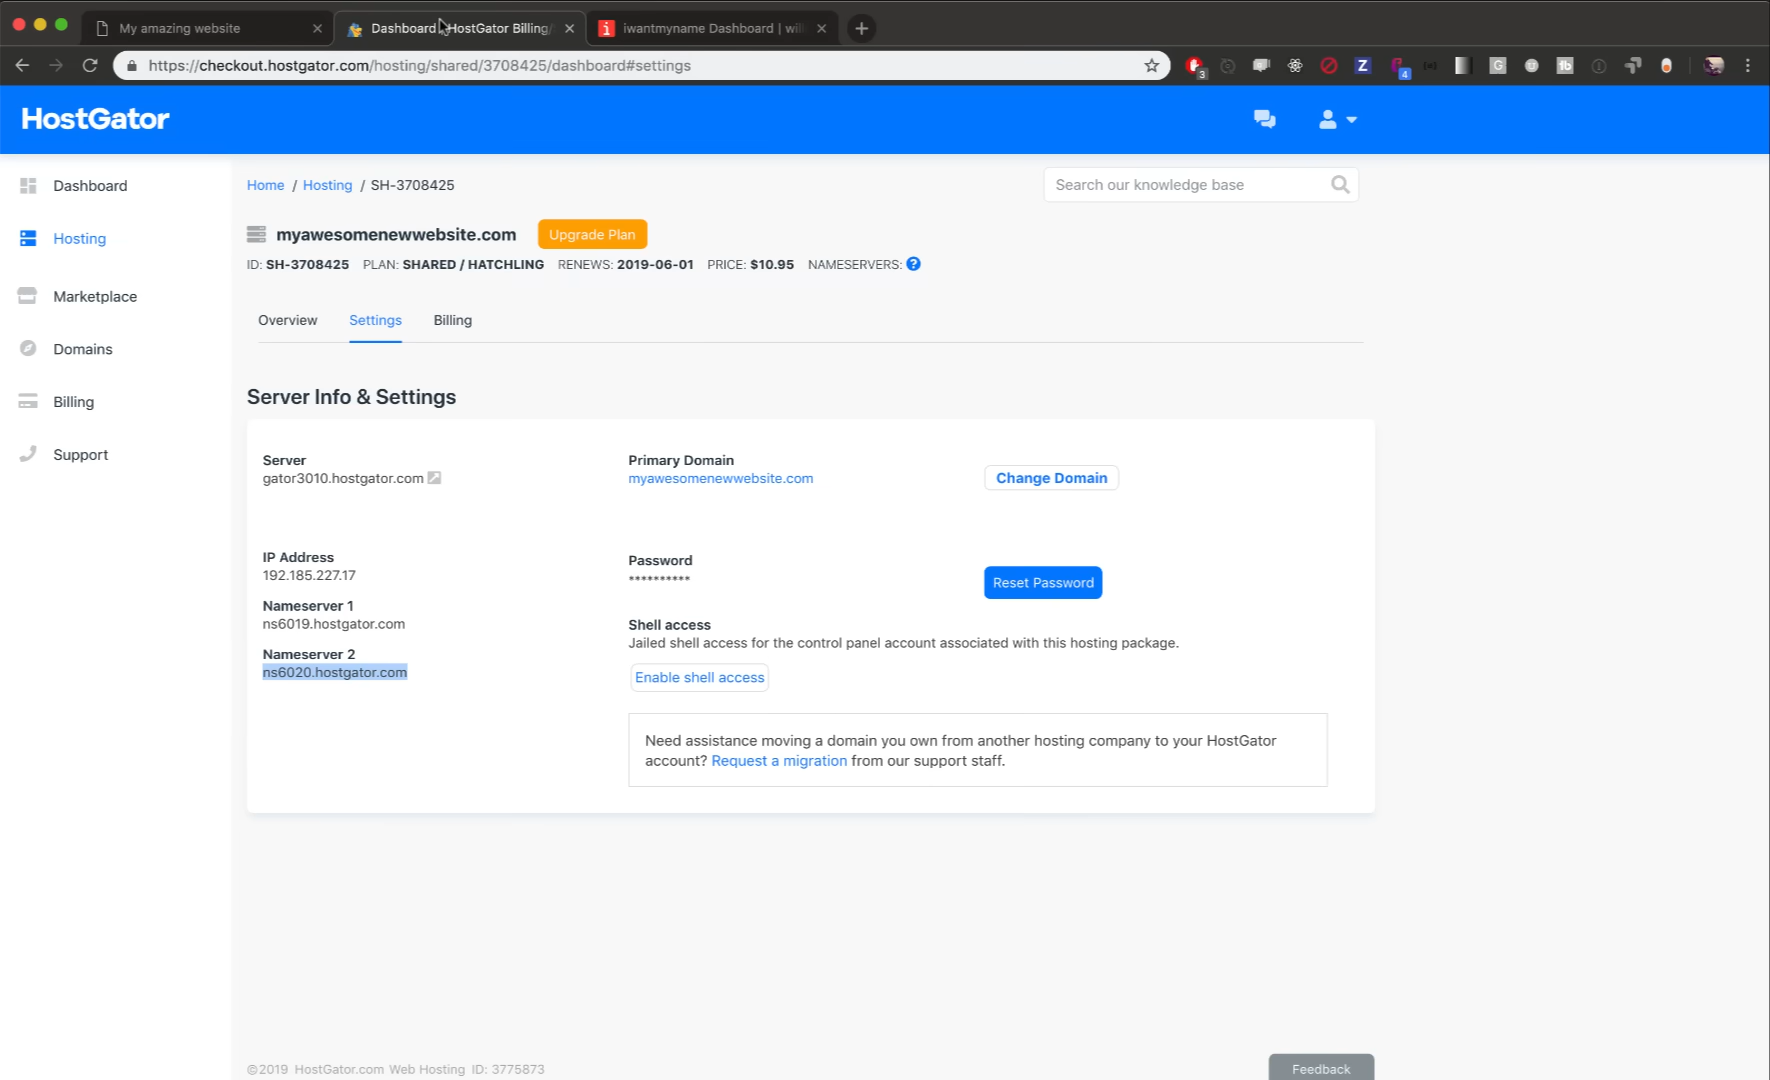 My amazing website
Dashboard HostGator Billing
iwantmyname Dashboard | wil
https://checkout.hostgator.com/hosting/shared/3708425/dashboard#settings
3
Z
4
G
tb
HostGator
Dashboard
Hosting
Marketplace
Domains
Billing
Support
Home / Hosting / SH-3708425
Search our knowledge base
myawesomenewwebsite.com
Upgrade Plan
ID: SH-3708425 PLAN: SHARED / HATCHLING RENEWS: 2019-06-01 PRICE: $10.95 NAMESERVERS: ?
Overview
Settings
Billing
Server Info & Settings
Server
gator3010.hostgator.com
Primary Domain
myawesomenewwebsite.com
Change Domain
IP Address
192.185.227.17
Nameserver 1
ns6019.hostgator.com
Nameserver 2
ns6020.hostgator.com
Password
**********
Reset Password
Shell access
Jailed shell access for the control panel account associated with this hosting package.
Enable shell access
Need assistance moving a domain you own from another hosting company to your HostGator
account? Request a migration from our support staff.
©2019 HostGator.com Web Hosting ID: 3775873
Feedback